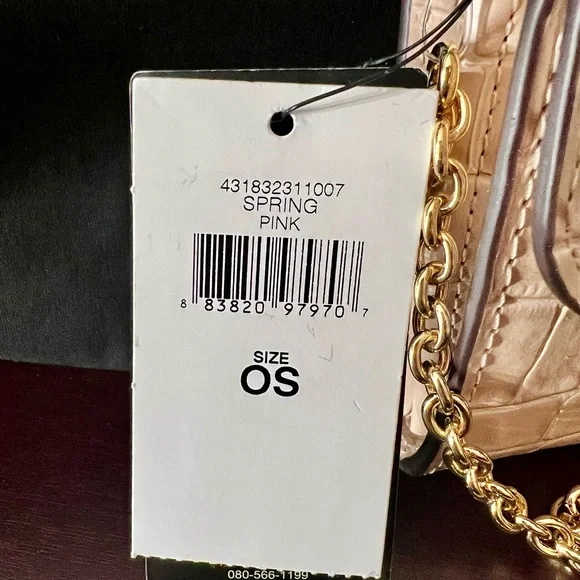 431832311007
SPRING
PINK
8 83820 97970 7
SIZE
OS
080-566-1199